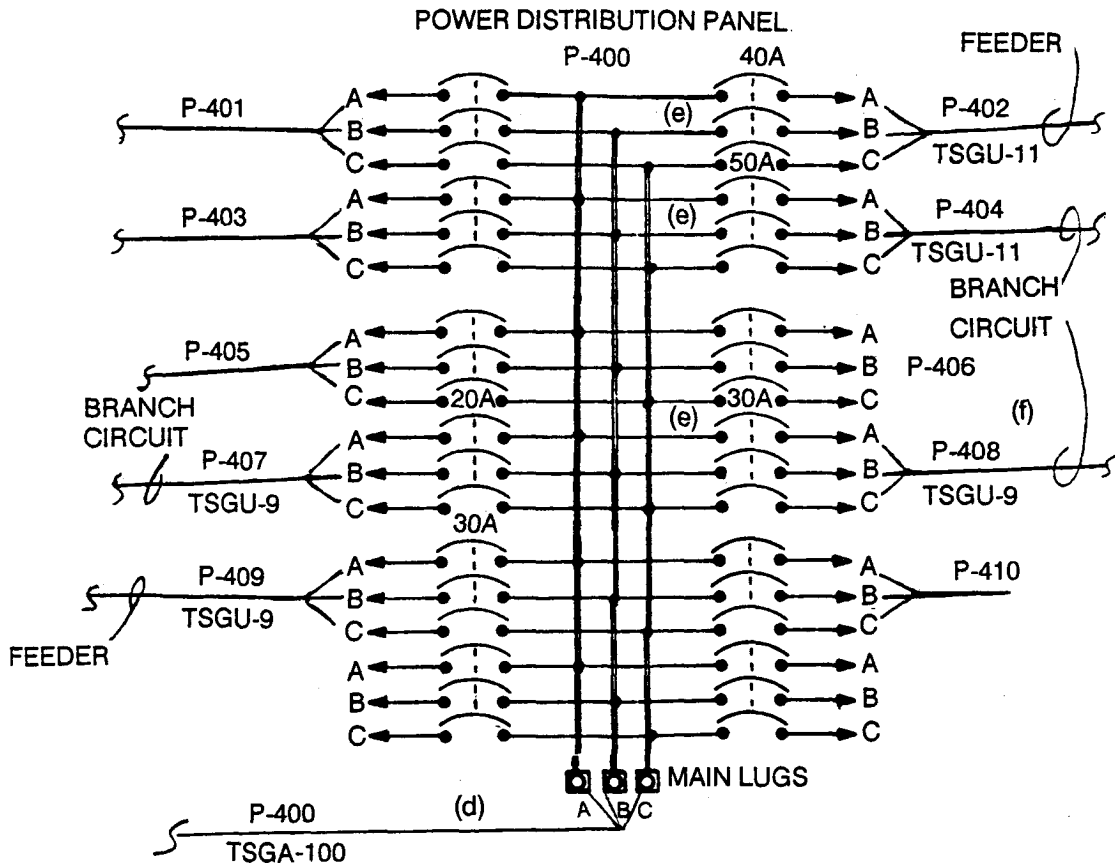 POWER DISTRIBUTION PANEL
P-400
40A
FEEDER
P-401
A
B
C
(e)
A
B
C
P-402
TSGU-11
50A
P-403
A
B
C
(e)
A
B
C
P-404
TSGU-11
BRANCH
CIRCUIT
P-405
A
B
C
A
B
C
P-406
BRANCH
CIRCUIT
20A
(e)
30A
(f)
P-407
TSGU-9
A
B
C
A
B
C
P-408
TSGU-9
30A
P-409
TSGU-9
A
B
C
A
B
C
P-410
FEEDER
A
B
C
A
B
C
MAIN LUGS
A
B
C
P-400
(d)
TSGA-100